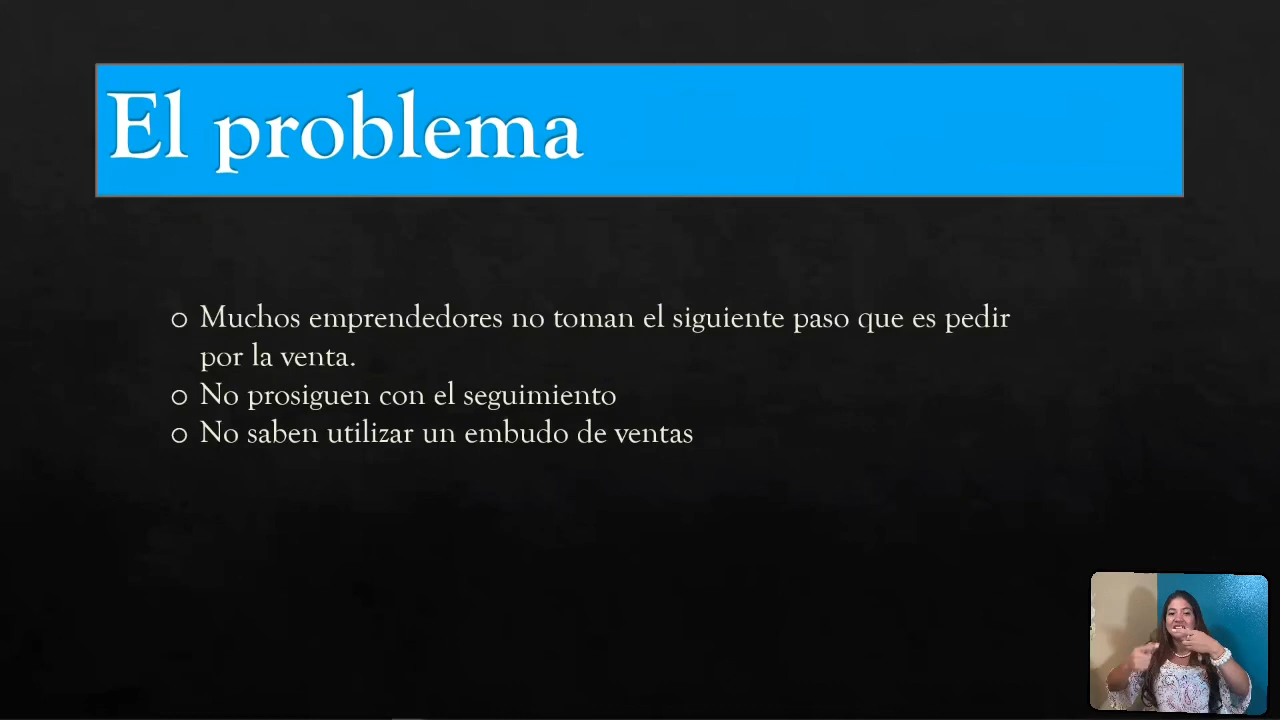 El problema
o Muchos emprendedores no toman el siguiente paso que es pedir
por la venta.
o No prosiguen con el seguimiento
o No saben utilizar un embudo de ventas